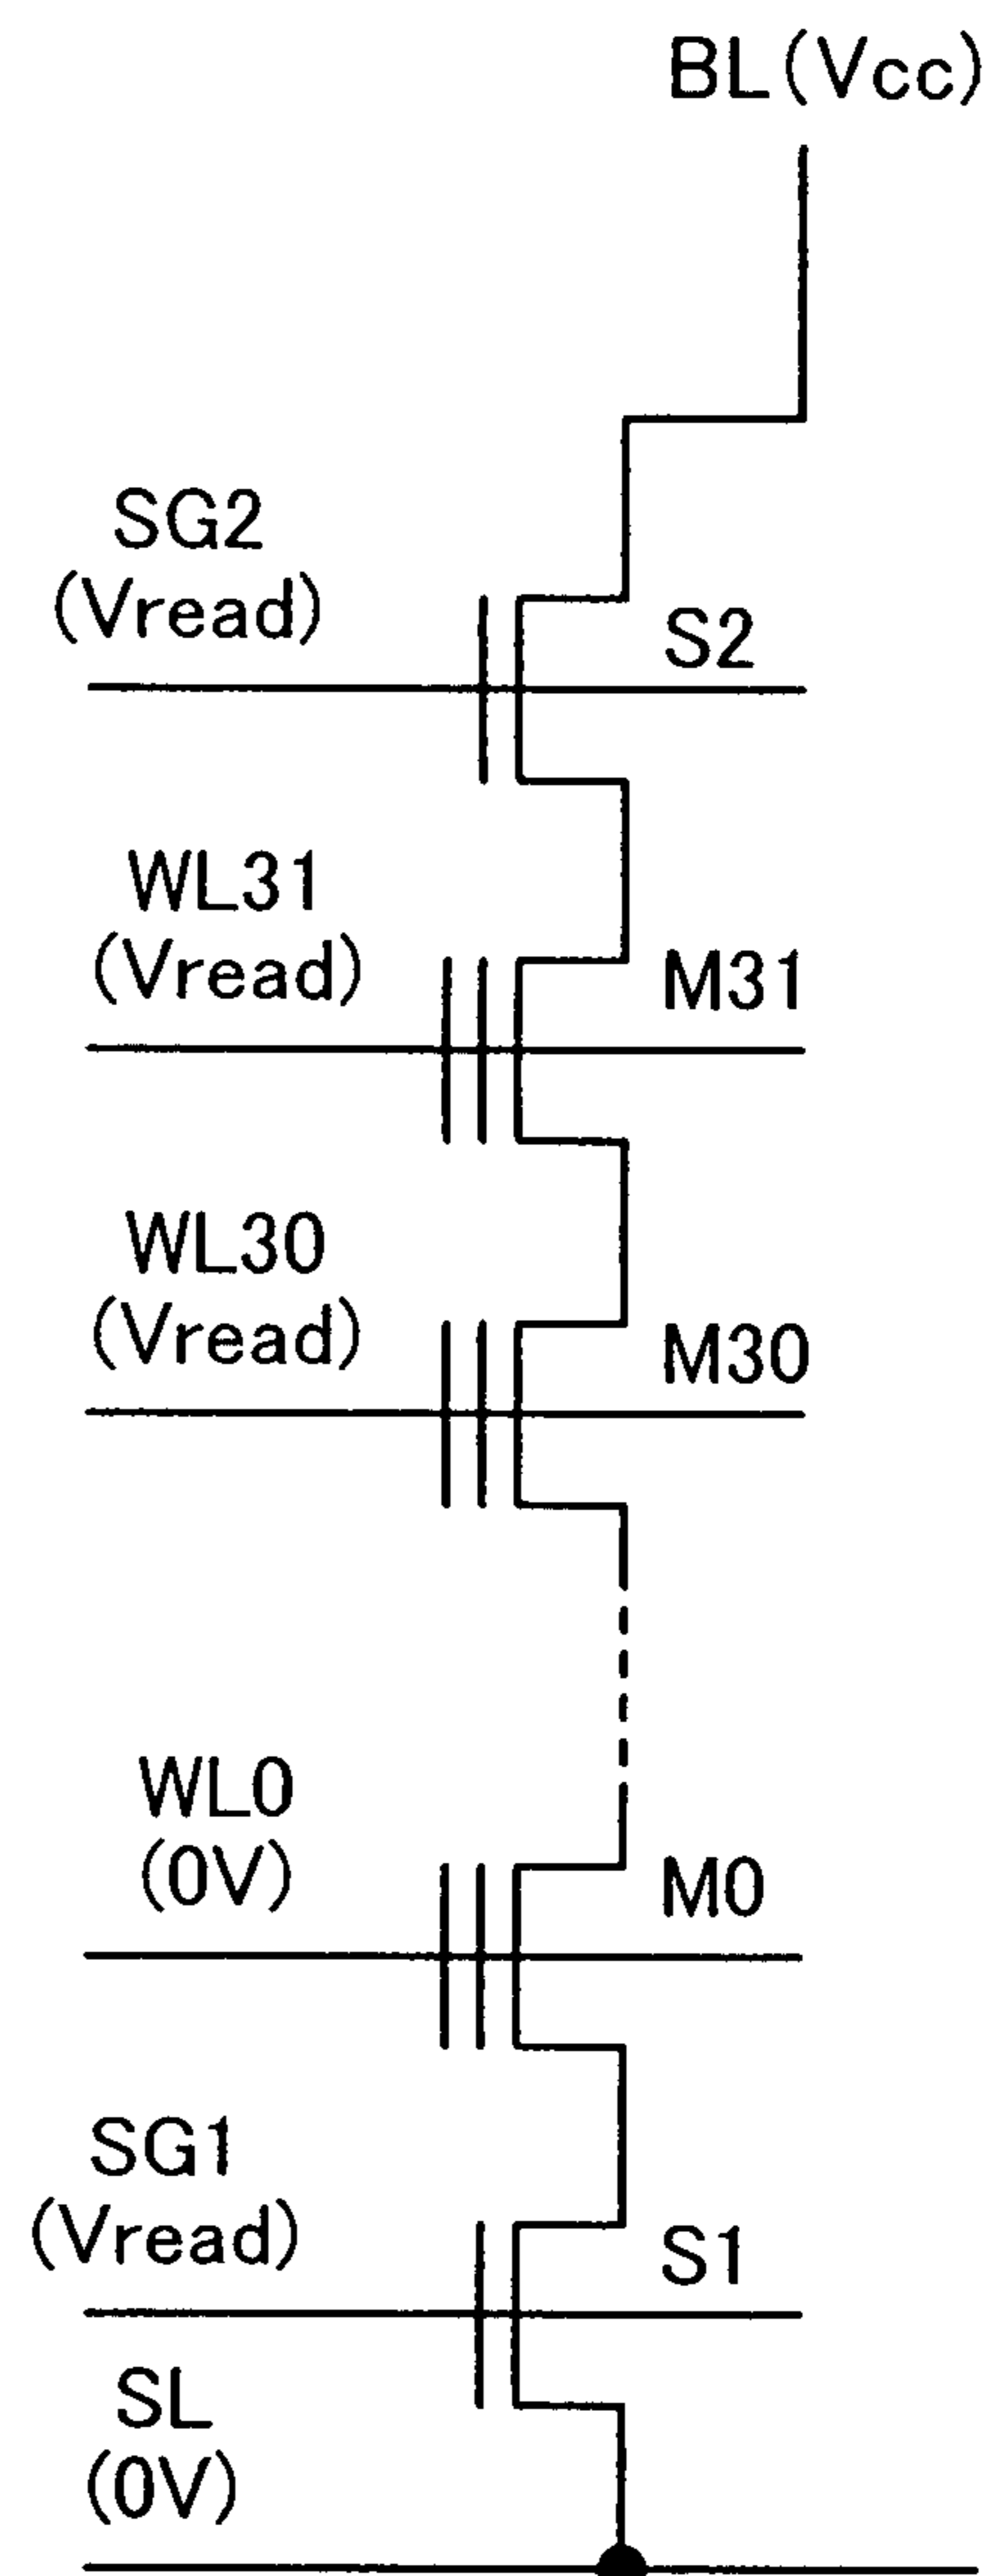 BL(Vcc)
SG2
(Vread)
S2
WL31
(Vread)
M31
WL30
(Vread)
M30
WL0
(0V)
M0
SG1
(Vread)
S1
SL
(0V)